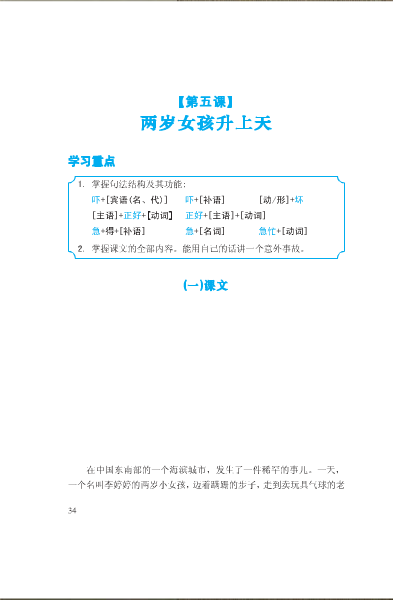 【第五课】
两岁女孩升上天
学习重点
1. 掌握句法结构及其功能：
吓+[宾语(名、代)] 吓+[补语] [动/形]+坏
[主语]+正好+[动词] 正好+[主语]+[动词]
急+得+[补语] 急+[名词] 急忙+[动词]
2. 掌握课文的全部内容。能用自己的话讲一个意外事故。
(一)课文
在中国东南部的一个海滨城市，发生了一件稀罕的事儿。一天，
一个名叫李婷婷的两岁小女孩，迈着蹒跚的步子，走到卖玩具气球的老
34